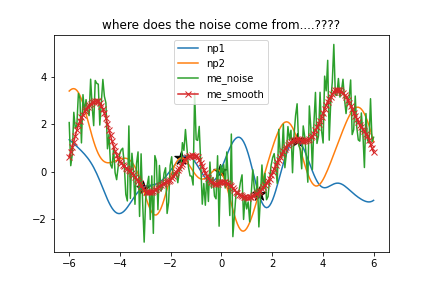 where does the noise come from....????
np1
np2
me_noise
me_smooth
4
2
0
−2
−6
−4
−2
0
2
4
6